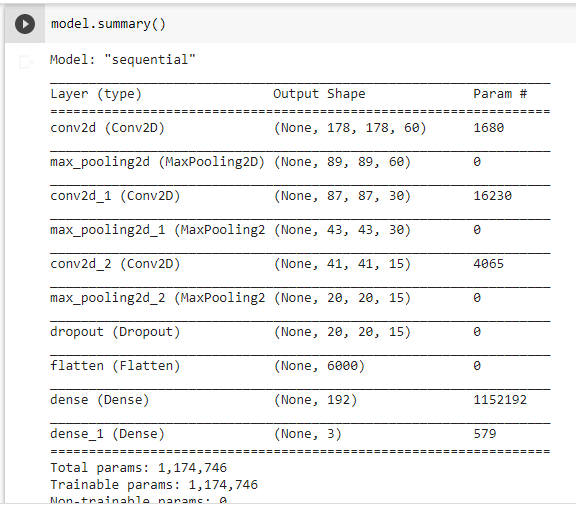 model.summary()
Model: "sequential"
Layer (type) Output Shape Param #
conv2d (Conv2D) (None, 178, 178, 60) 1680
max_pooling2d (MaxPooling2D) (None, 89, 89, 60) 0
conv2d_1 (Conv2D) (None, 87, 87, 30) 16230
max_pooling2d_1 (MaxPooling2 (None, 43, 43, 30) 0
conv2d_2 (Conv2D) (None, 41, 41, 15) 4065
max_pooling2d_2 (MaxPooling2 (None, 20, 20, 15) 0
dropout (Dropout) (None, 20, 20, 15) 0
flatten (Flatten) (None, 6000) 0
dense (Dense) (None, 192) 1152192
dense_1 (Dense) (None, 3) 579
Total params: 1,174,746
Trainable params: 1,174,746
Non-trainable params: 0